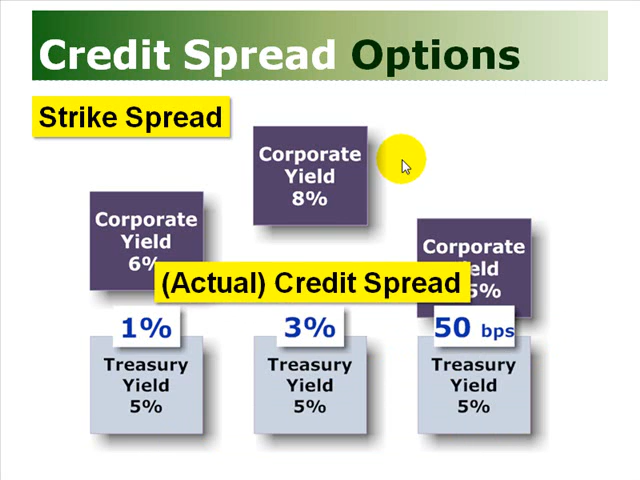 Credit Spread Options
Strike Spread
Corporate
Yield
8%
Corporate
Yield
6%
Corporate
(Actual) Credit Spread
1%
3%
50 bps
Treasury
Yield
5%
Treasury
Yield
5%
Treasury
Yield
5%